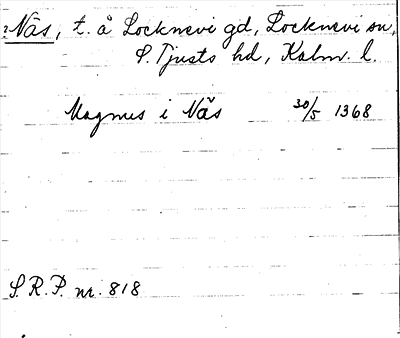 ?Näs, t. å Locknevi gd, Locknevi sn,
S. Tjusts hd, Kalm. l.
Magnus i Näs 30/5 1368
S.R.P. nr. 818